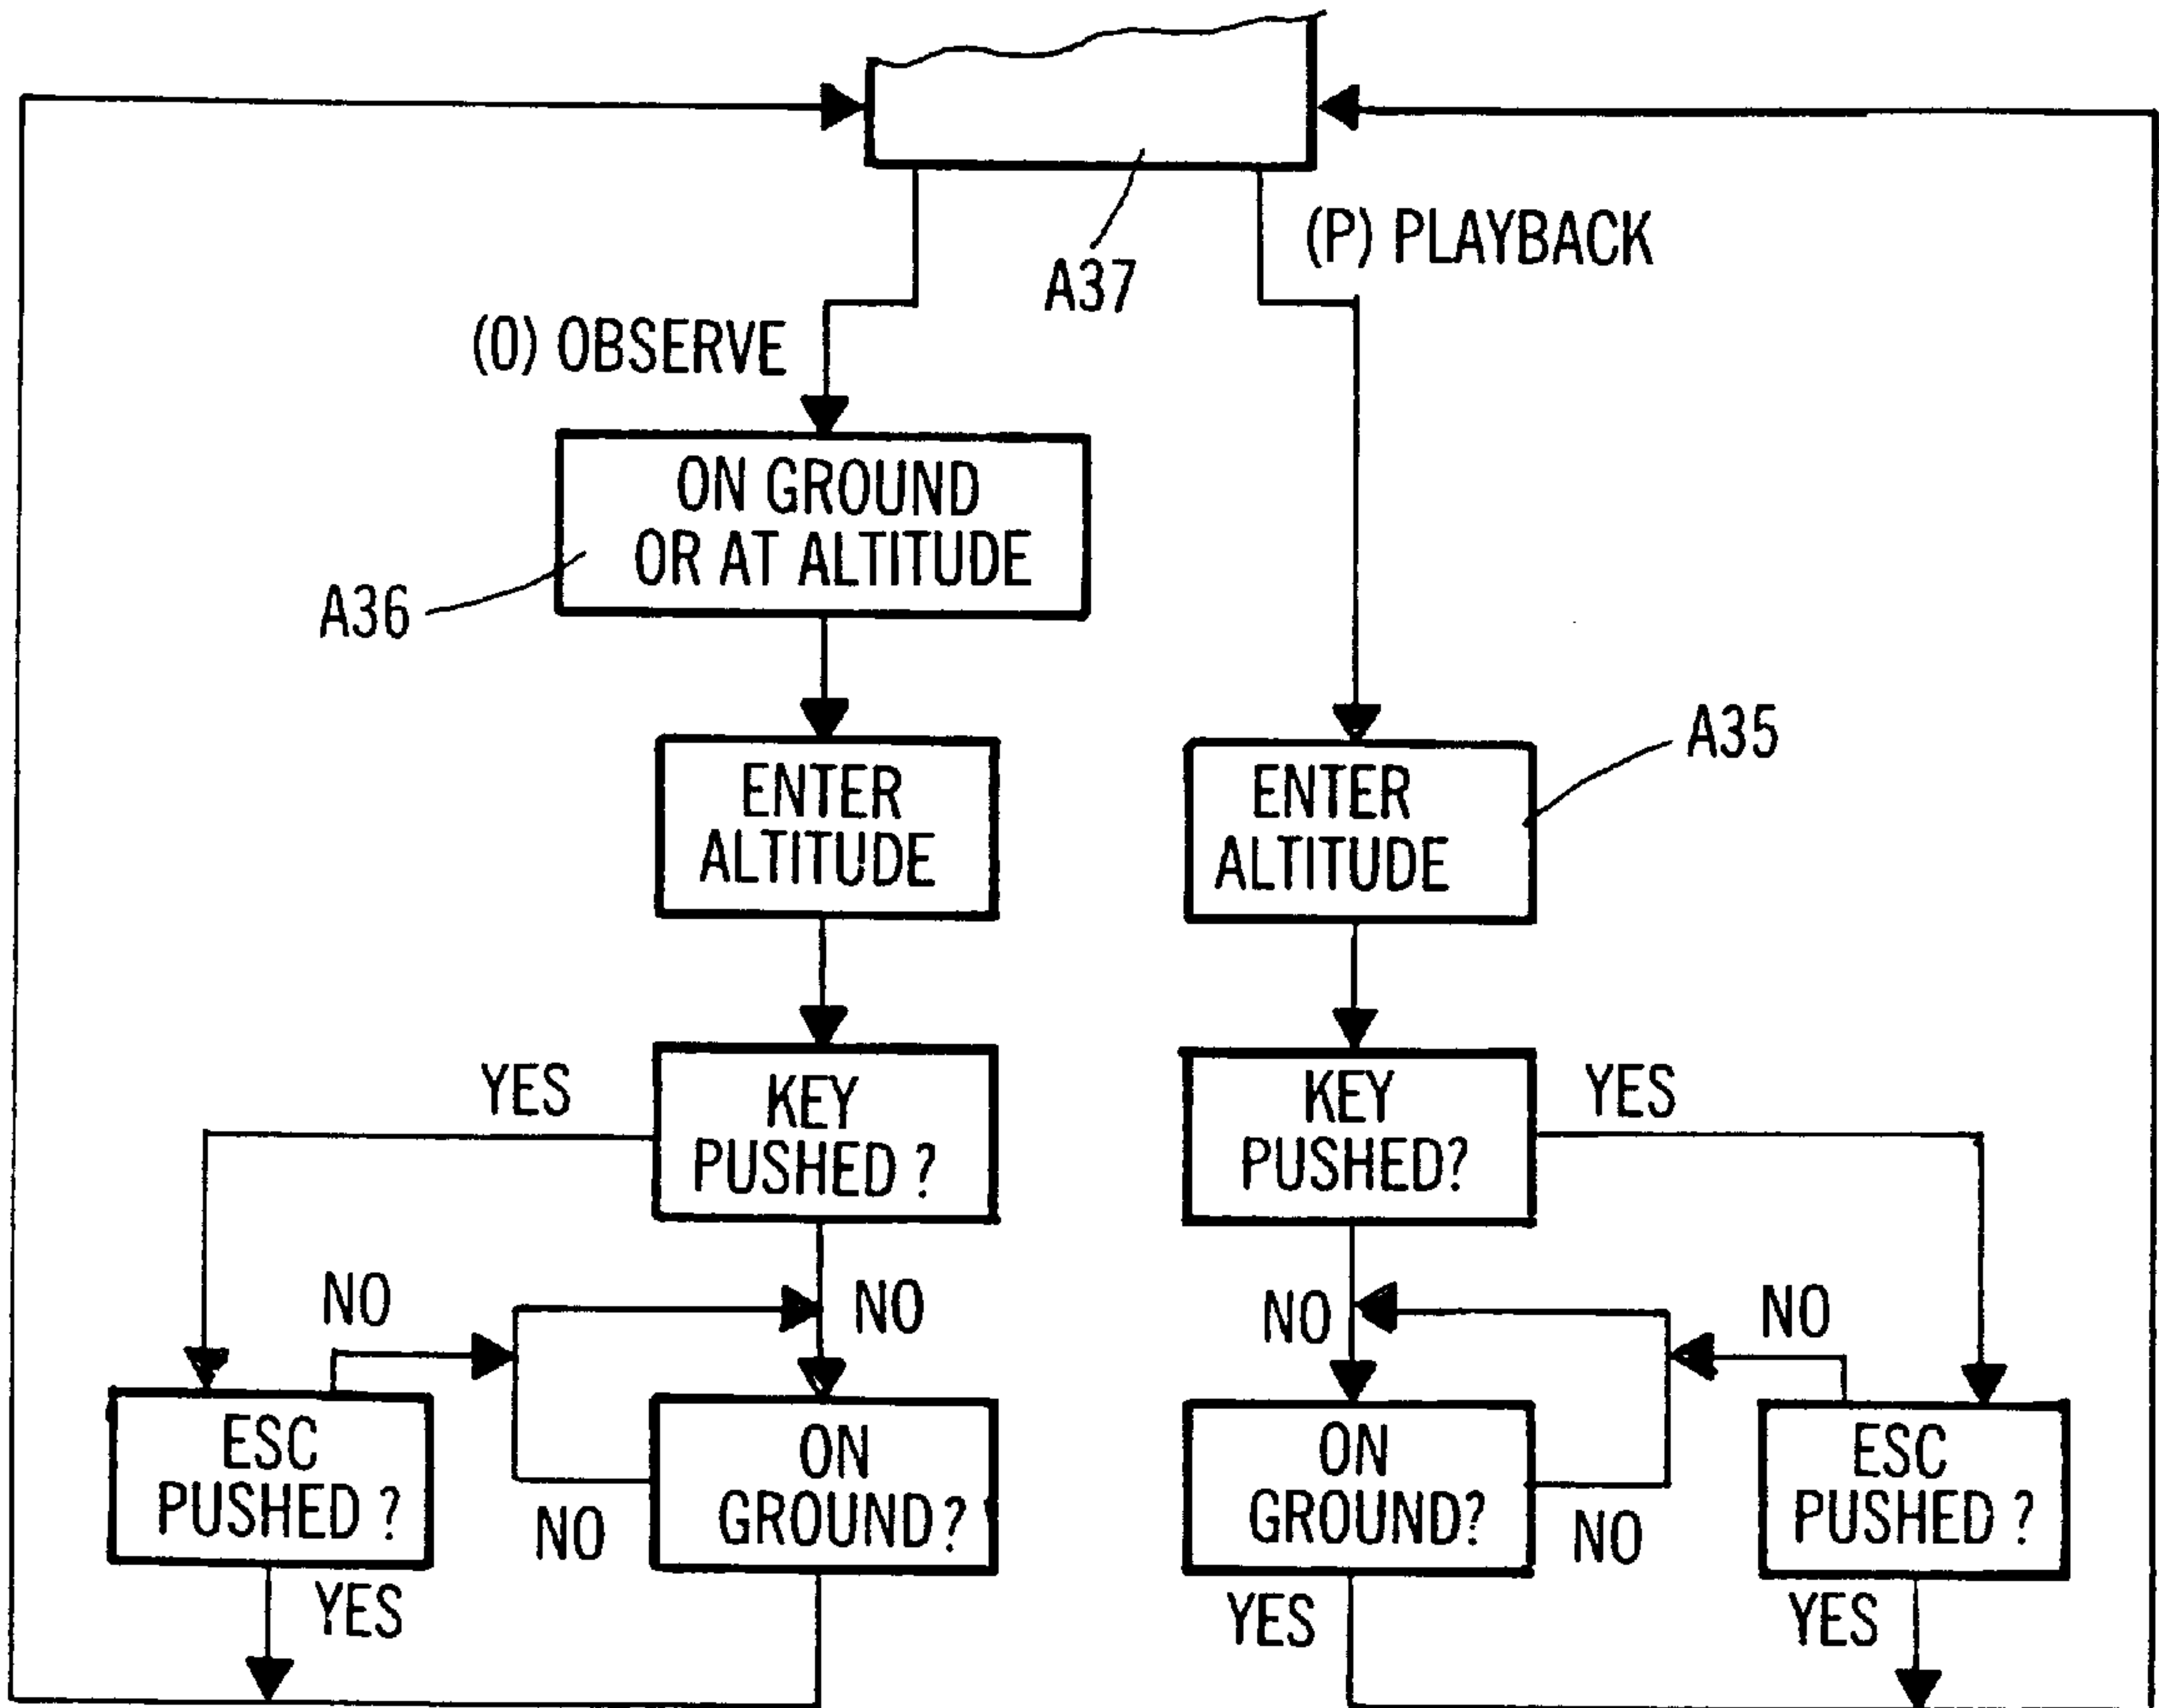 (P) PLAYBACK
A37
(O) OBSERVE
ON GROUND
OR AT ALTITUDE
A36
ENTER
ALTITUDE
ENTER
ALTITUDE
A35
YES
KEY
PUSHED ?
KEY
PUSHED?
YES
NO
NO
NO
NO
ESC
PUSHED ?
ON
GROUND?
ON
GROUND?
ESC
PUSHED ?
NO
NO
YES
YES
YES